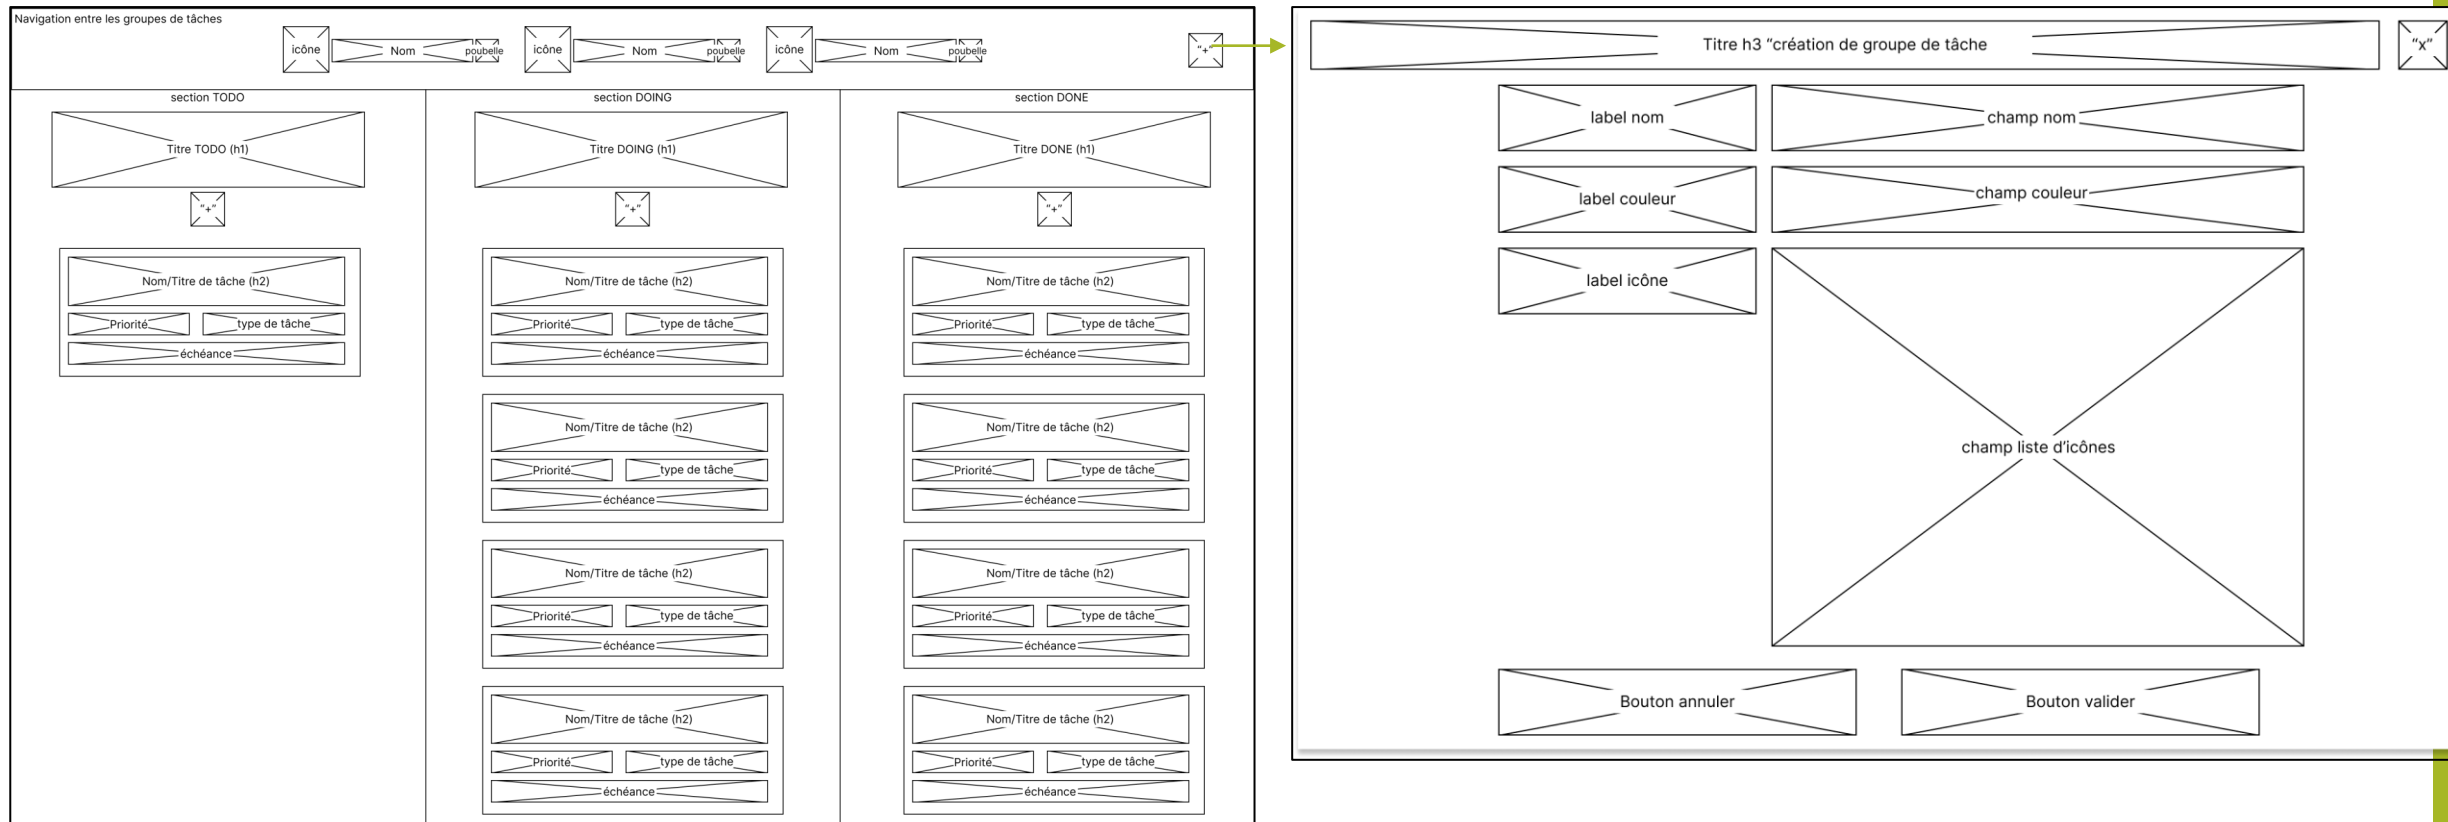 Navigation entre les groupes de tâches
icône Nom poubelle icône Nom poubelle icône Nom poubelle "+"
section TODO
Titre TODO (h1)
"+"
Nom/Titre de tâche (h2)
Priorité type de tâche
échéance
section DOING
Titre DOING (h1)
"+"
Nom/Titre de tâche (h2)
Priorité type de tâche
échéance
Nom/Titre de tâche (h2)
Priorité type de tâche
échéance
Nom/Titre de tâche (h2)
Priorité type de tâche
échéance
Nom/Titre de tâche (h2)
Priorité type de tâche
échéance
section DONE
Titre DONE (h1)
"+"
Nom/Titre de tâche (h2)
Priorité type de tâche
échéance
Nom/Titre de tâche (h2)
Priorité type de tâche
échéance
Nom/Titre de tâche (h2)
Priorité type de tâche
échéance
Nom/Titre de tâche (h2)
Priorité type de tâche
échéance
Titre h3 “création de groupe de tâche
"x"
label nom champ nom
label couleur champ couleur
label icône
champ liste d’icônes
Bouton annuler Bouton valider